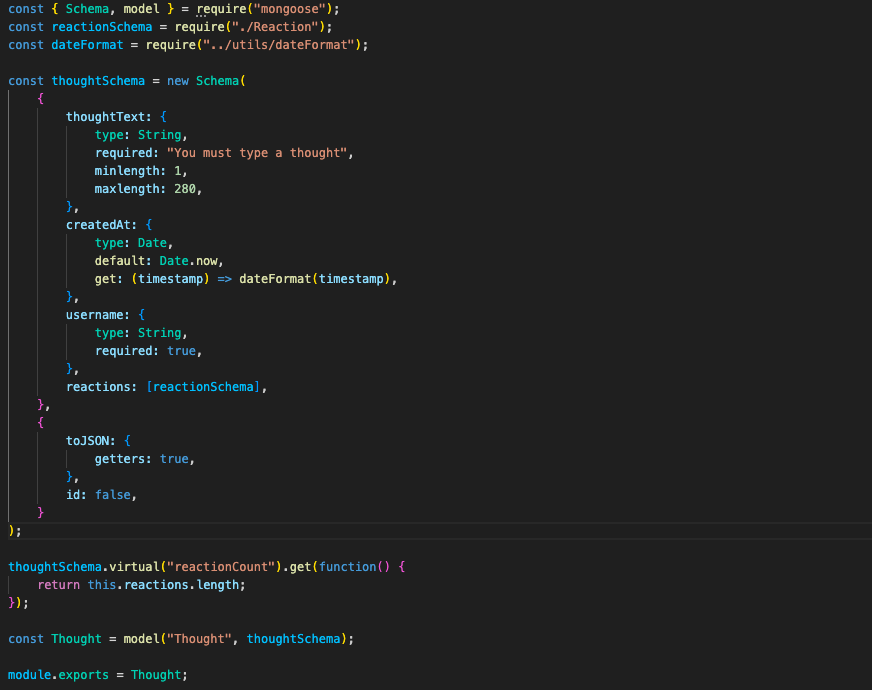 const { Schema, model } = require("mongoose");
const reactionSchema = require("./Reaction");
const dateFormat = require("../utils/dateFormat");

const thoughtSchema = new Schema(
    {
        thoughtText: {
            type: String,
            required: "You must type a thought",
            minlength: 1,
            maxlength: 280,
        },
        createdAt: {
            type: Date,
            default: Date.now,
            get: (timestamp) => dateFormat(timestamp),
        },
        username: {
            type: String,
            required: true,
        },
        reactions: [reactionSchema],
    },
    {
        toJSON: {
            getters: true,
        },
        id: false,
    }
);

thoughtSchema.virtual("reactionCount").get(function() {
    return this.reactions.length;
});

const Thought = model("Thought", thoughtSchema);

module.exports = Thought;